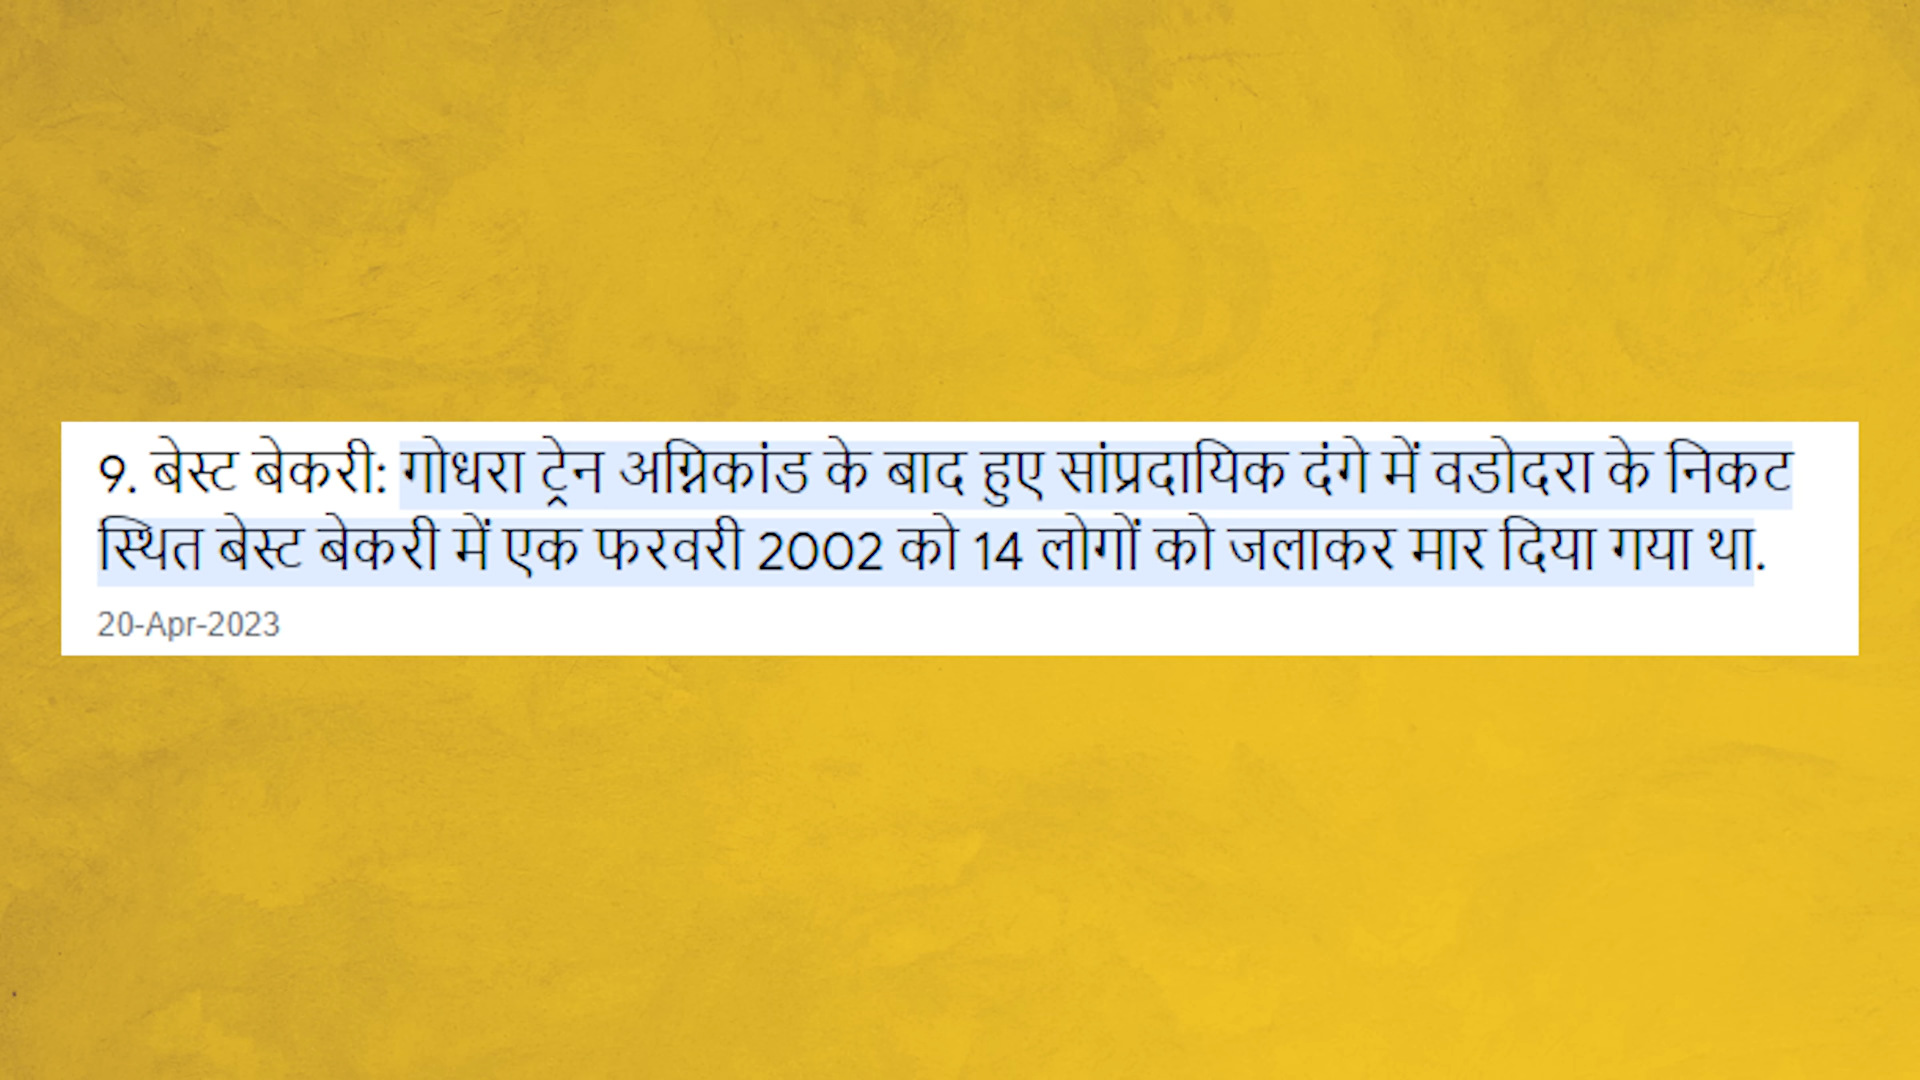 9. बेस्ट बेकरी: गोधरा ट्रेन अग्निकांड के बाद हुए सांप्रदायिक दंगे में वडोदरा के निकट
स्थित बेस्ट बेकरी में एक फरवरी 2002 को 14 लोगों को जलाकर मार दिया गया था.
20-Apr-2023